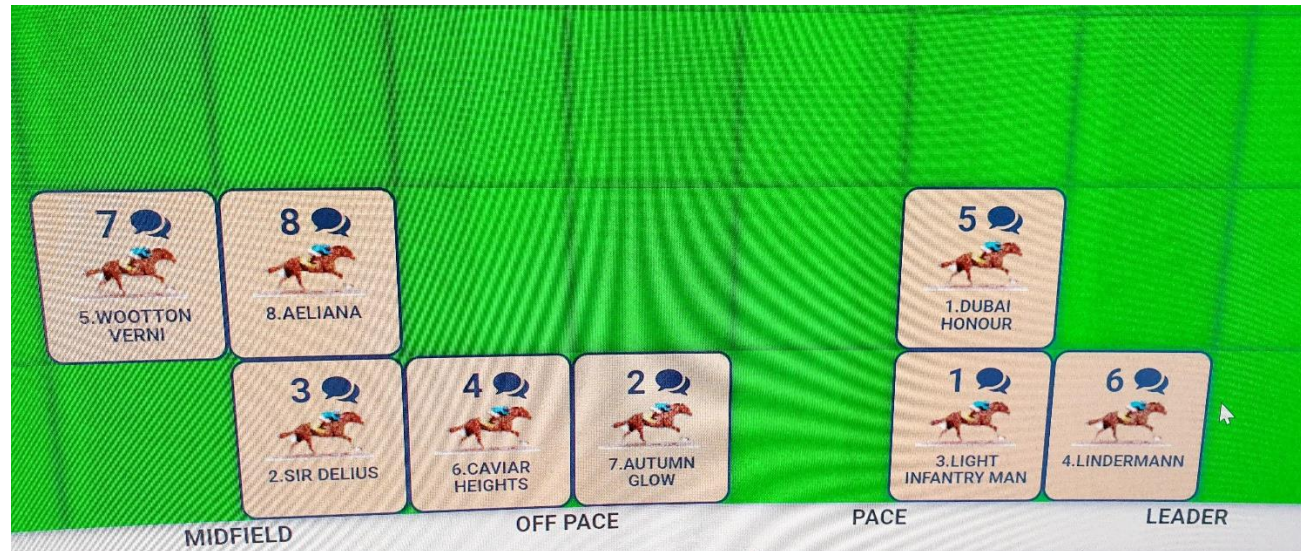 7
5.WOOTTON
VERNI
8
8.AELIANA
5
1.DUBAI
HONOUR
3
2.SIR DELIUS
4
6.CAVIAR
HEIGHTS
2
7.AUTUMN
GLOW
1
3.LIGHT
INFANTRY MAN
6
4.LINDERMANN
MIDFIELD
OFF PACE
PACE
LEADER